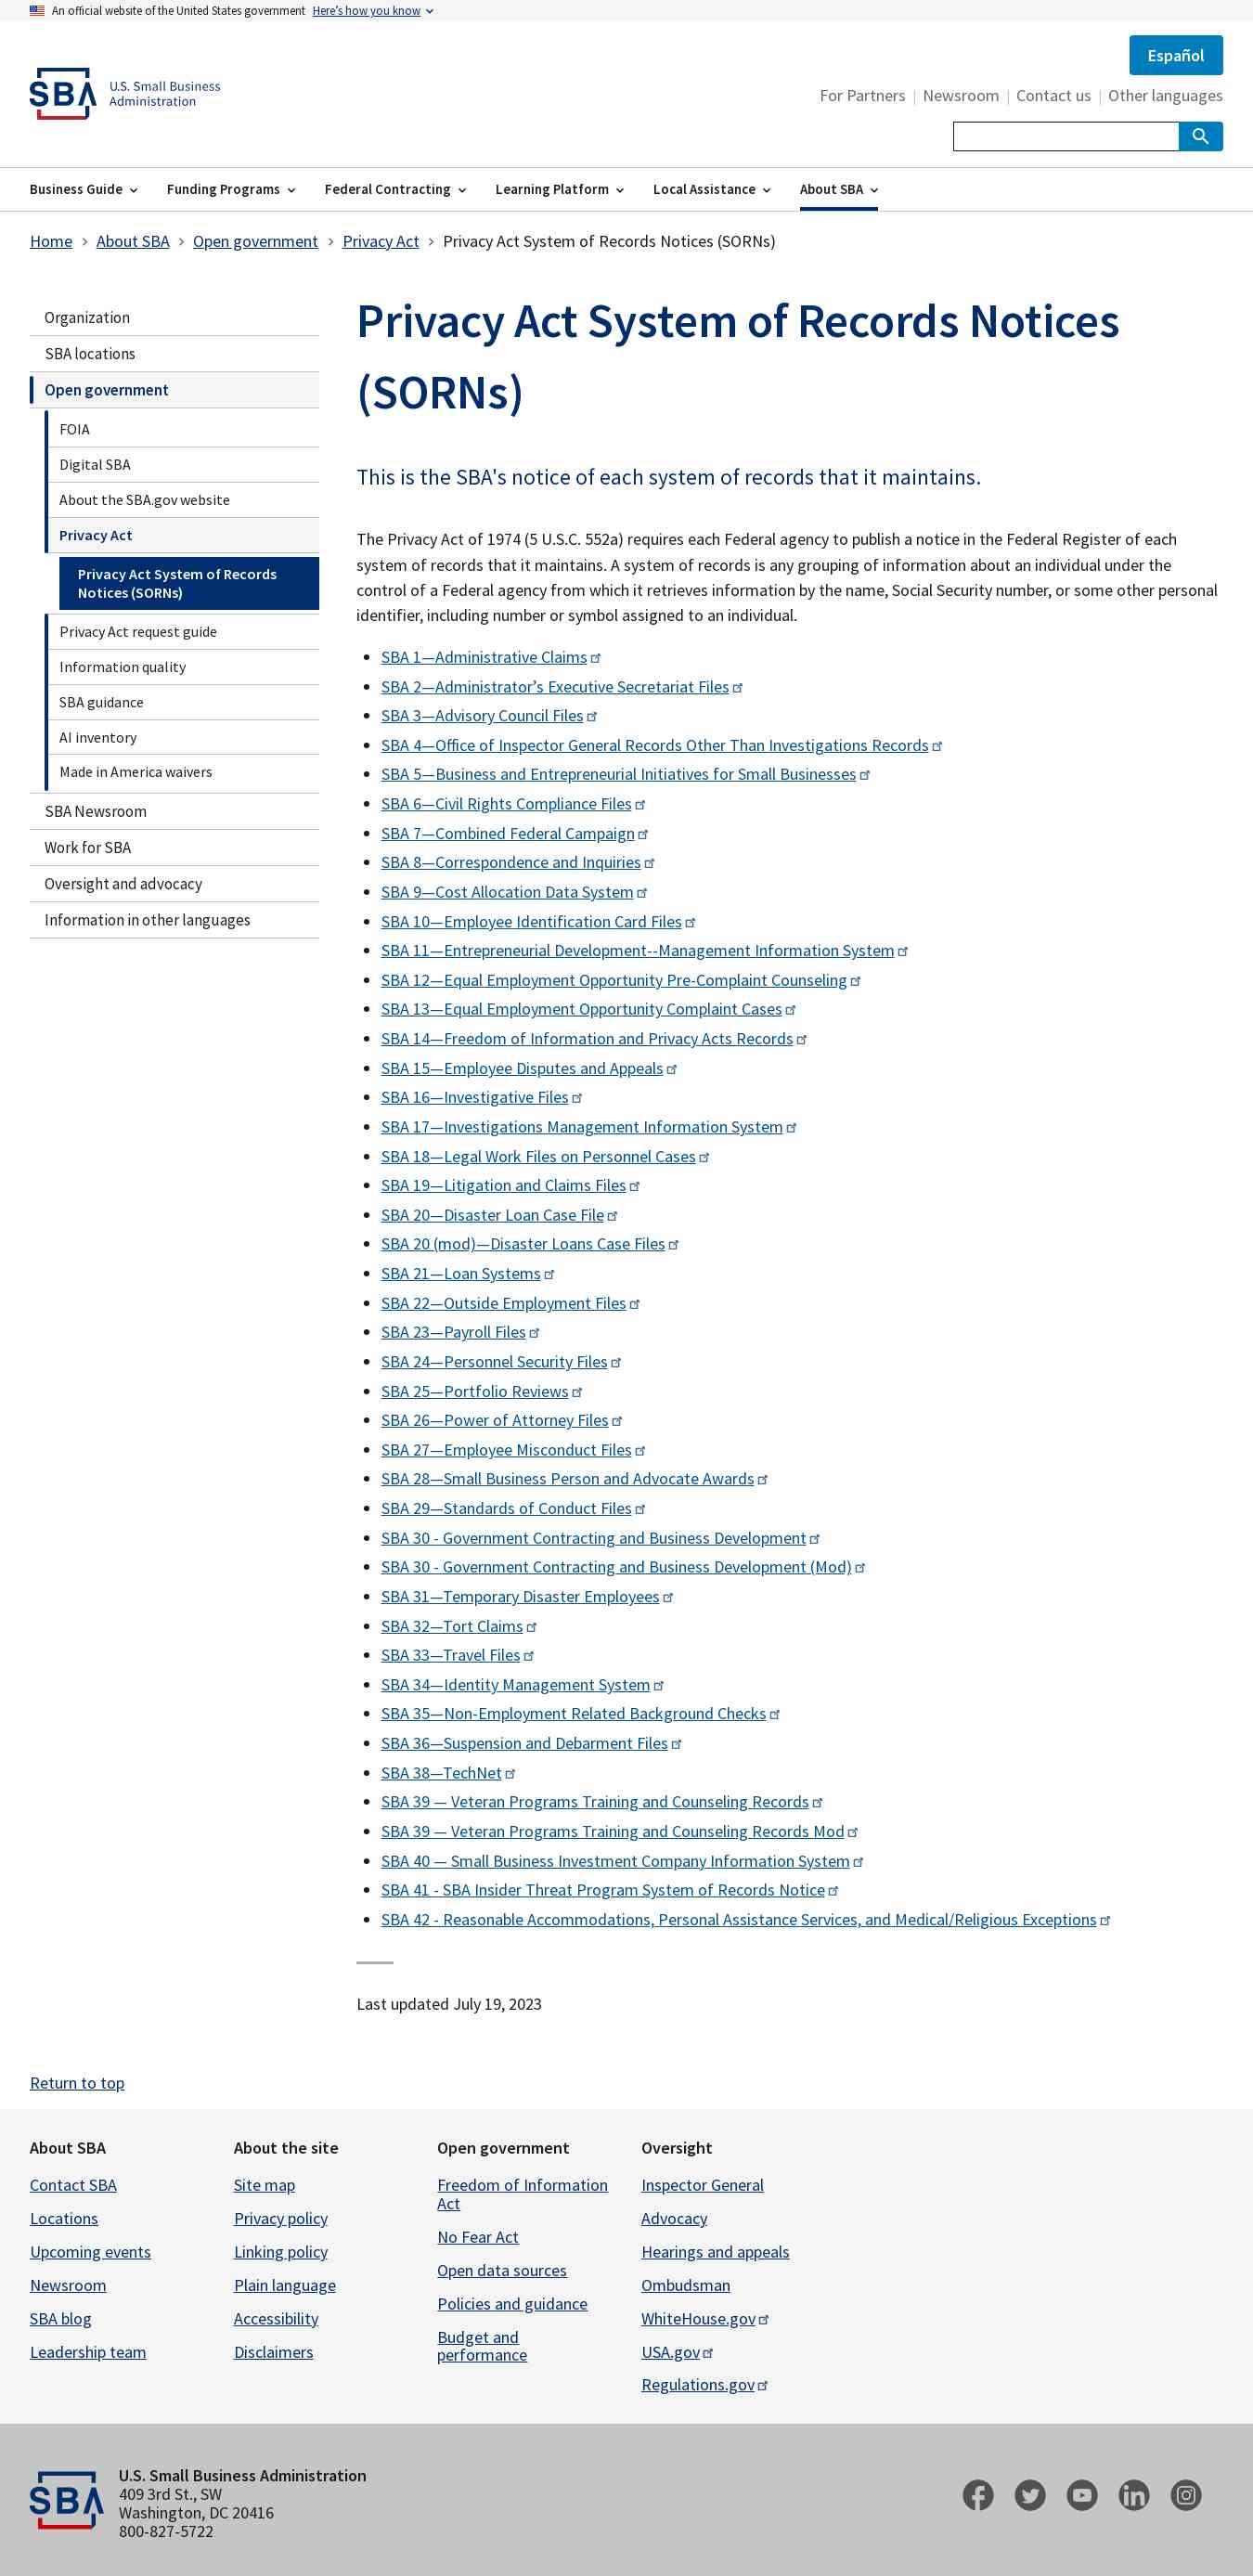 An official website of the United States government Here's how you know
Español
SBA U.S. Small Business
Administration
For Partners | Newsroom | Contact us | Other languages
Business Guide Funding Programs Federal Contracting Learning Platform Local Assistance About SBA
Home > About SBA > Open government > Privacy Act > Privacy Act System of Records Notices (SORNs)
Organization
SBA locations
Open government
FOIA
Digital SBA
About the SBA.gov website
Privacy Act
Privacy Act System of Records
Notices (SORNs)
Privacy Act request guide
Information quality
SBA guidance
AI inventory
Made in America waivers
SBA Newsroom
Work for SBA
Oversight and advocacy
Information in other languages
Privacy Act System of Records Notices
(SORNs)
This is the SBA's notice of each system of records that it maintains.
The Privacy Act of 1974 (5 U.S.C. 552a) requires each Federal agency to publish a notice in the Federal Register of each
system of records that it maintains. A system of records is any grouping of information about an individual under the
control of a Federal agency from which it retrieves information by the name, Social Security number, or some other personal
identifier, including number or symbol assigned to an individual.
SBA 1—Administrative Claims
SBA 2—Administrator’s Executive Secretariat Files
SBA 3—Advisory Council Files
SBA 4—Office of Inspector General Records Other Than Investigations Records
SBA 5—Business and Entrepreneurial Initiatives for Small Businesses
SBA 6—Civil Rights Compliance Files
SBA 7—Combined Federal Campaign
SBA 8—Correspondence and Inquiries
SBA 9—Cost Allocation Data System
SBA 10—Employee Identification Card Files
SBA 11—Entrepreneurial Development--Management Information System
SBA 12—Equal Employment Opportunity Pre-Complaint Counseling
SBA 13—Equal Employment Opportunity Complaint Cases
SBA 14—Freedom of Information and Privacy Acts Records
SBA 15—Employee Disputes and Appeals
SBA 16—Investigative Files
SBA 17—Investigations Management Information System
SBA 18—Legal Work Files on Personnel Cases
SBA 19—Litigation and Claims Files
SBA 20—Disaster Loan Case File
SBA 20 (mod)—Disaster Loans Case Files
SBA 21—Loan Systems
SBA 22—Outside Employment Files
SBA 23—Payroll Files
SBA 24—Personnel Security Files
SBA 25—Portfolio Reviews
SBA 26—Power of Attorney Files
SBA 27—Employee Misconduct Files
SBA 28—Small Business Person and Advocate Awards
SBA 29—Standards of Conduct Files
SBA 30 - Government Contracting and Business Development
SBA 30 - Government Contracting and Business Development (Mod)
SBA 31—Temporary Disaster Employees
SBA 32—Tort Claims
SBA 33—Travel Files
SBA 34—Identity Management System
SBA 35—Non-Employment Related Background Checks
SBA 36—Suspension and Debarment Files
SBA 38—TechNet
SBA 39 — Veteran Programs Training and Counseling Records
SBA 39 — Veteran Programs Training and Counseling Records Mod
SBA 40 — Small Business Investment Company Information System
SBA 41 - SBA Insider Threat Program System of Records Notice
SBA 42 - Reasonable Accommodations, Personal Assistance Services, and Medical/Religious Exceptions
Last updated July 19, 2023
Return to top
About SBA
Contact SBA
Locations
Upcoming events
Newsroom
SBA blog
Leadership team
About the site
Site map
Privacy policy
Linking policy
Plain language
Accessibility
Disclaimers
Open government
Freedom of Information
Act
No Fear Act
Open data sources
Policies and guidance
Budget and
performance
Oversight
Inspector General
Advocacy
Hearings and appeals
Ombudsman
WhiteHouse.gov
USA.gov
Regulations.gov
SBA
U.S. Small Business Administration
409 3rd St., SW
Washington, DC 20416
800-827-5722